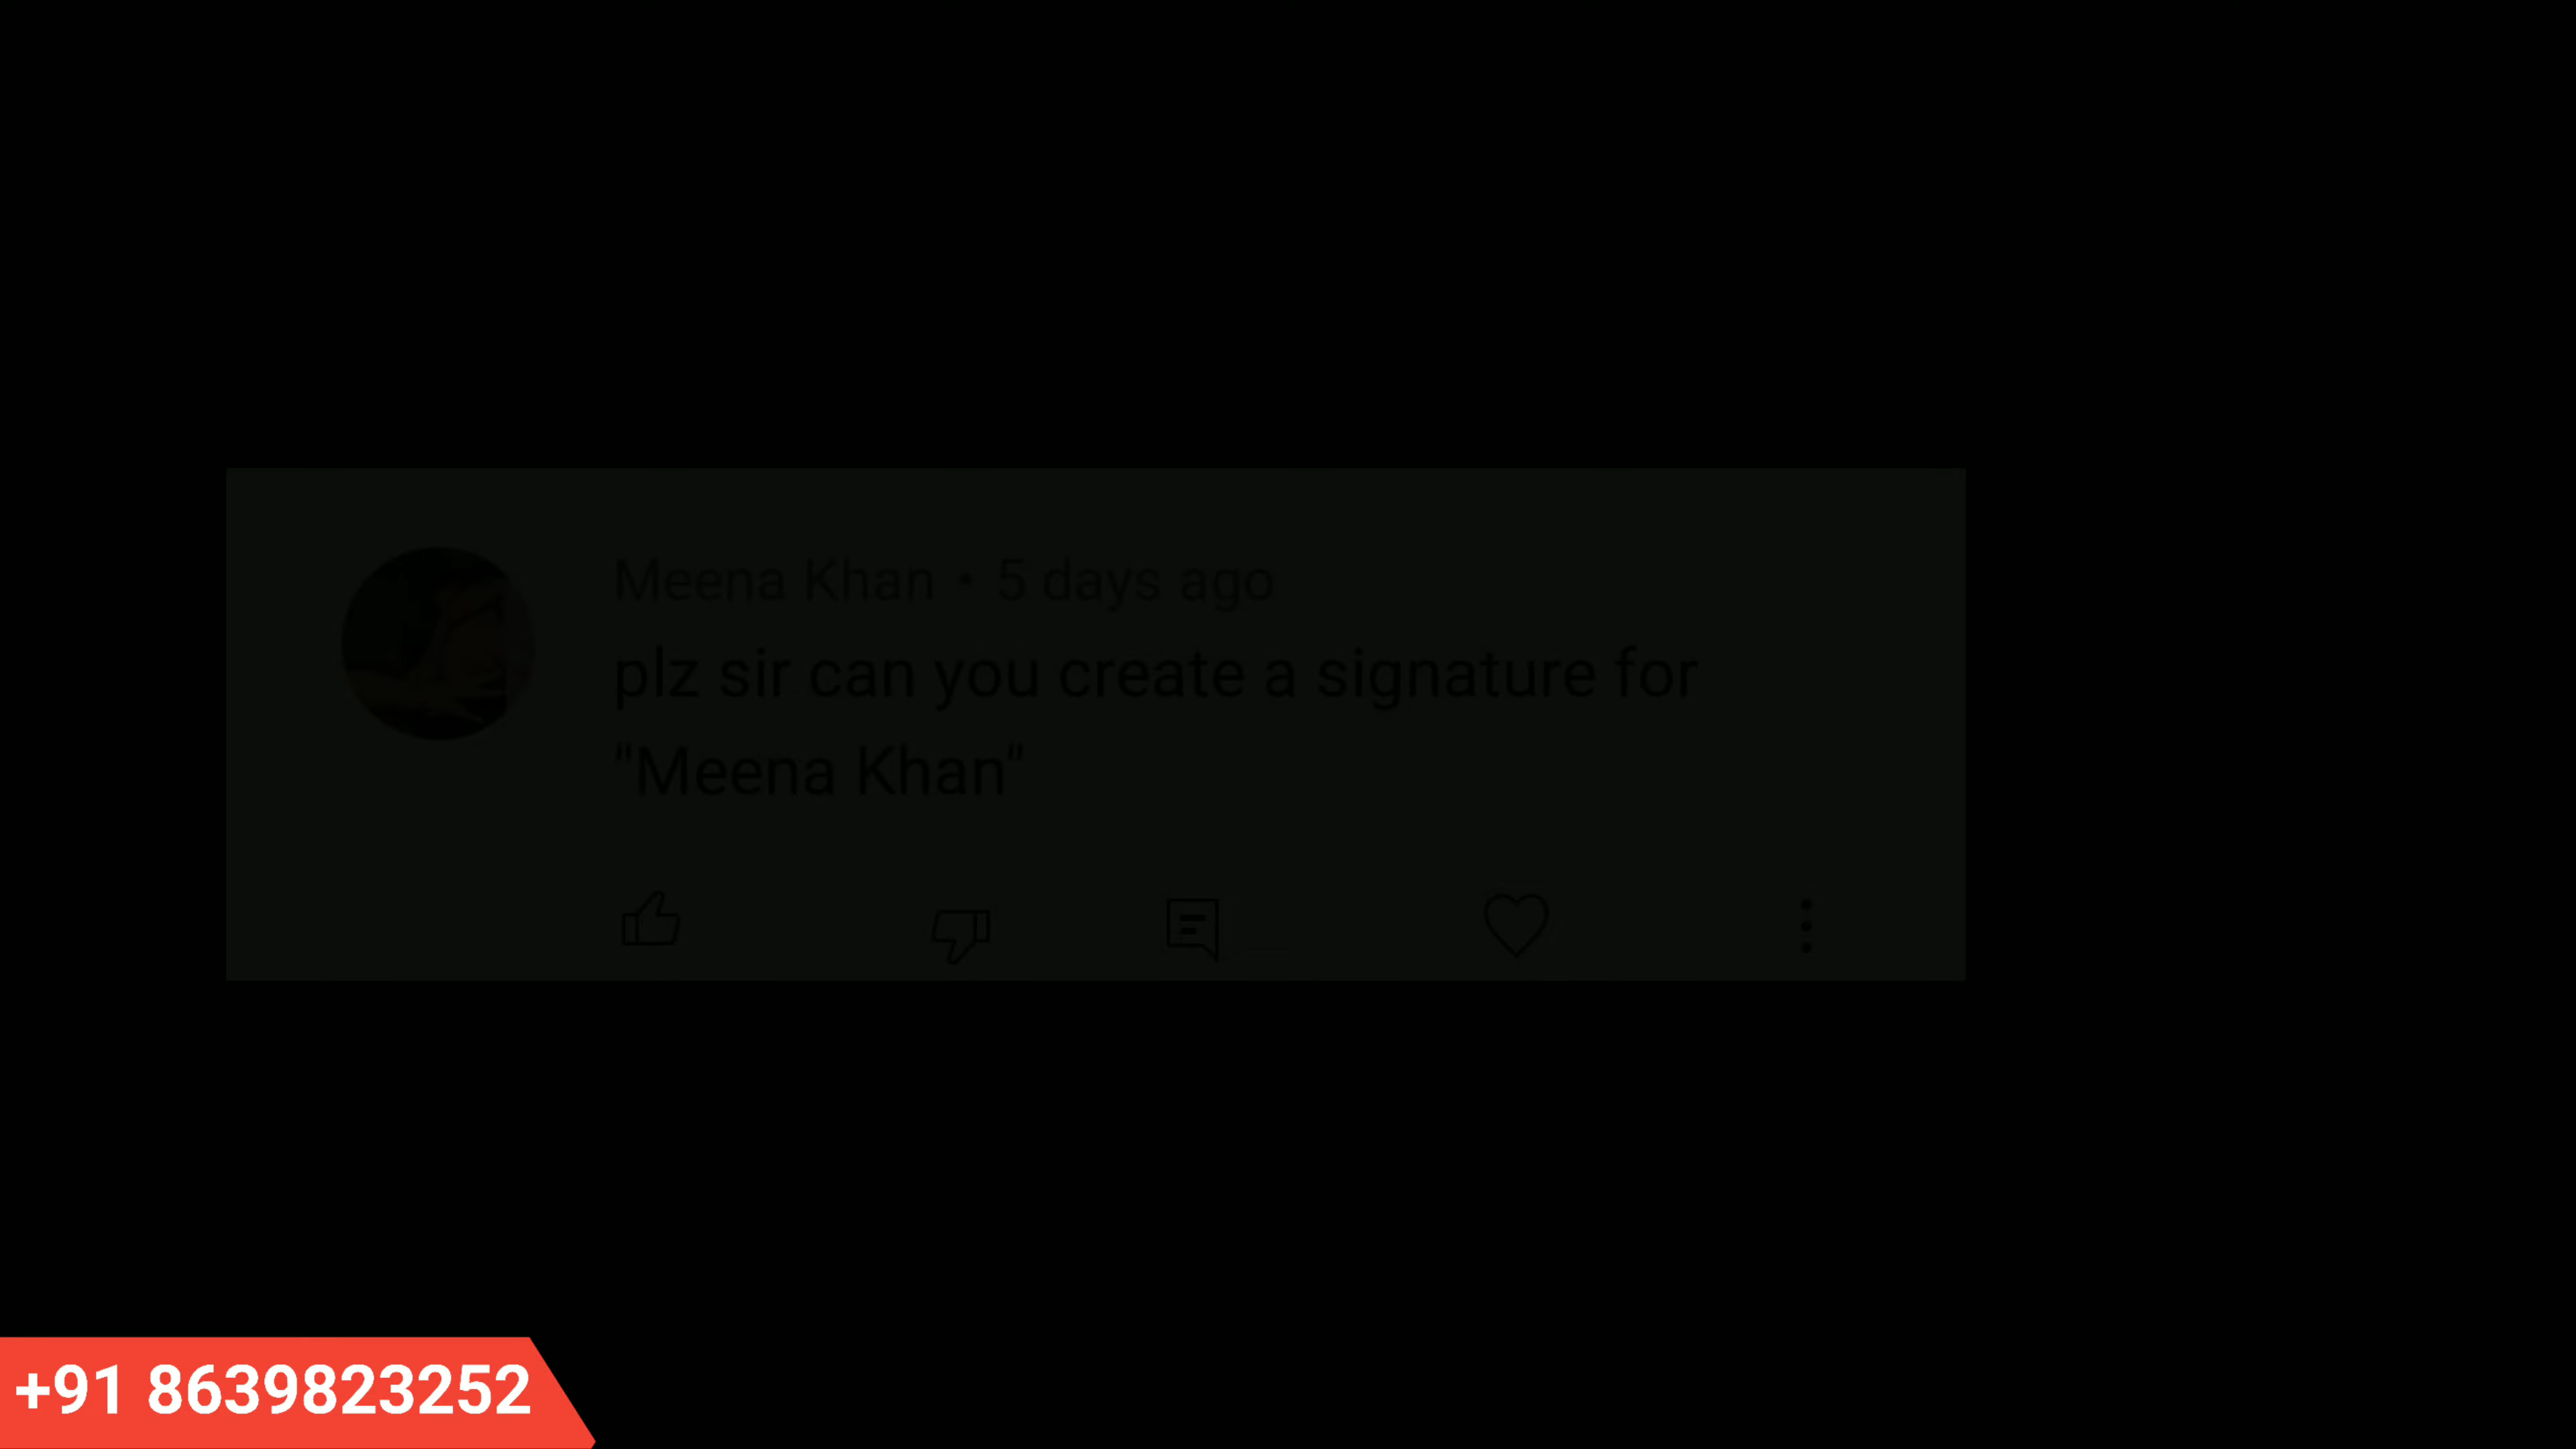 Meena Khan • 5 days ago
plz sir can you create a signature for
"Meena Khan"
+91 8639823252